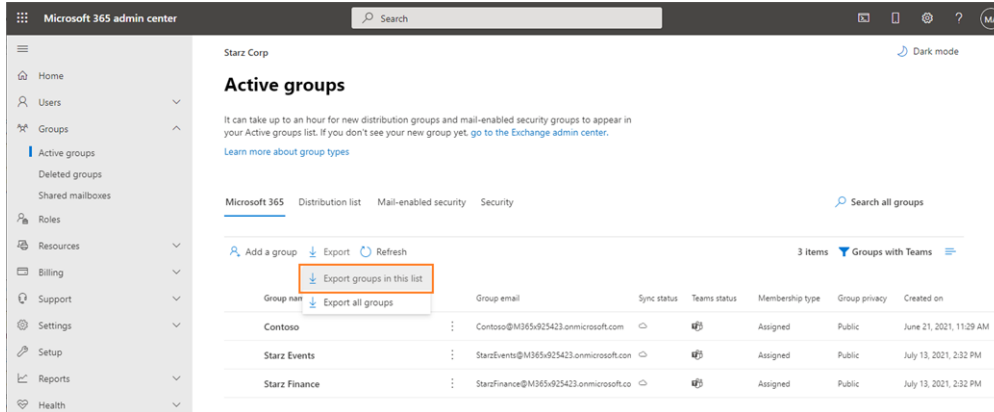 Microsoft 365 admin center
Search
?
Starz Corp
Dark mode
Home
Users
Groups
Active groups
Deleted groups
Shared mailboxes
Roles
Resources
Billing
Support
Settings
Setup
Reports
Health
Active groups
It can take up to an hour for new distribution groups and mail-enabled security groups to appear in
your Active groups list. If you don't see your new group yet, go to the Exchange admin center.
Learn more about group types
Microsoft 365 Distribution list Mail-enabled security Security
Search all groups
Add a group Export Refresh
3 items Groups with Teams
Export groups in this list
Export all groups
Group email Sync status Teams status Membership type Group privacy Created on
Contoso Contoso@M365x925423.onmicrosoft.com Assigned Public June 21, 2021, 11:29 AM
Starz Events StarzEvents@M365x925423.onmicrosoft.con Assigned Public July 13, 2021, 2:32 PM
Starz Finance StarzFinance@M365x925423.onmicrosoft.co Assigned Public July 13, 2021, 2:32 PM